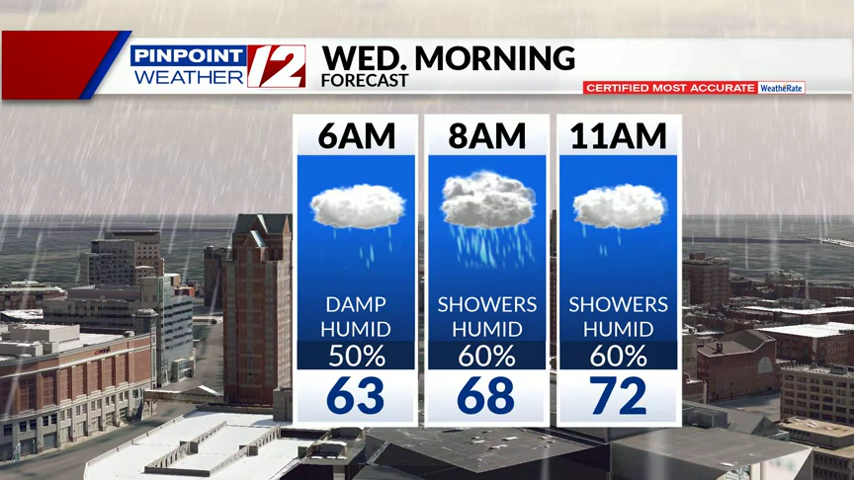 PINPOINT
WEATHER 12
WED. MORNING
FORECAST
CERTIFIED MOST ACCURATE WeatheRate
6AM
DAMP
HUMID
50%
63
8AM
SHOWERS
HUMID
60%
68
11AM
SHOWERS
HUMID
60%
72